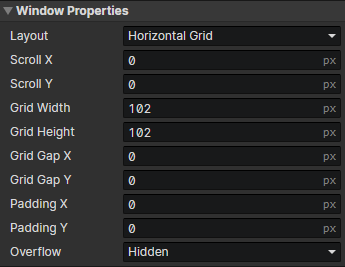 Window Properties
Layout Horizontal Grid
Scroll X 0 px
Scroll Y 0 px
Grid Width 102 px
Grid Height 102 px
Grid Gap X 0 px
Grid Gap Y 0 px
Padding X 0 px
Padding Y 0 px
Overflow Hidden